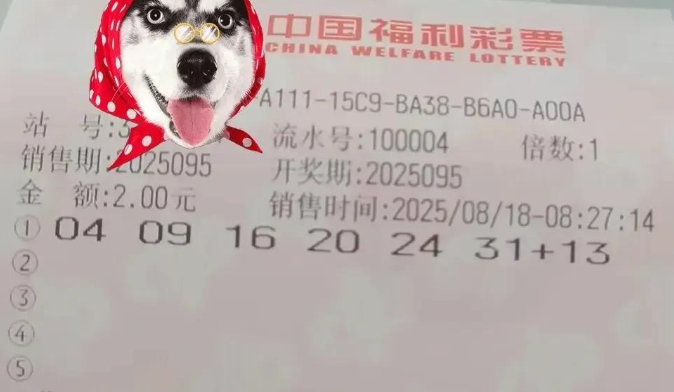 中国福利彩票
CHINA WELFARE LOTTERY
A111-15C9-BA38-B6A0-A00A
站 号:3 流水号:100004 倍数:1
销售期:2025095 开奖期:2025095
金 额:2.00元 销售时间:2025/08/18-08:27:14
① 04 09 16 20 24 31+13
②
③
④
⑤